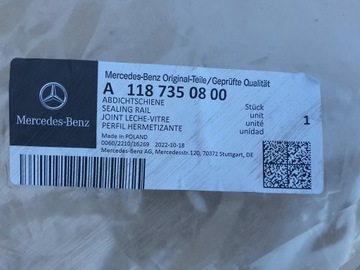 Mercedes-Benz Original-Teile/Geprüfte Qualität
A 118 735 08 00
ABDICHTSCHIENE
SEALING RAIL
JOINT LECHE-VITRE
PERFIL HERMETIZANTE
Stück
unit
unité
unidad
1
Made in POLAND
0060/2210/16269 2022-10-18
Mercedes-Benz AG, Mercedesstr.120, 70372 Stuttgart, DE
Mercedes-Benz